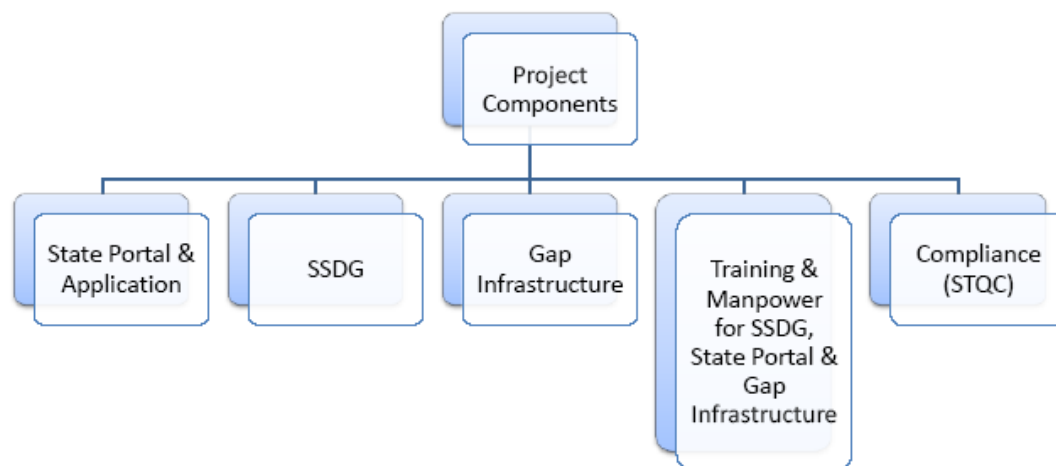 Project
Components
State Portal &
Application
SSDG
Gap
Infrastructure
Training &
Manpower
for SSDG,
State Portal &
Gap
Infrastructure
Compliance
(STQC)